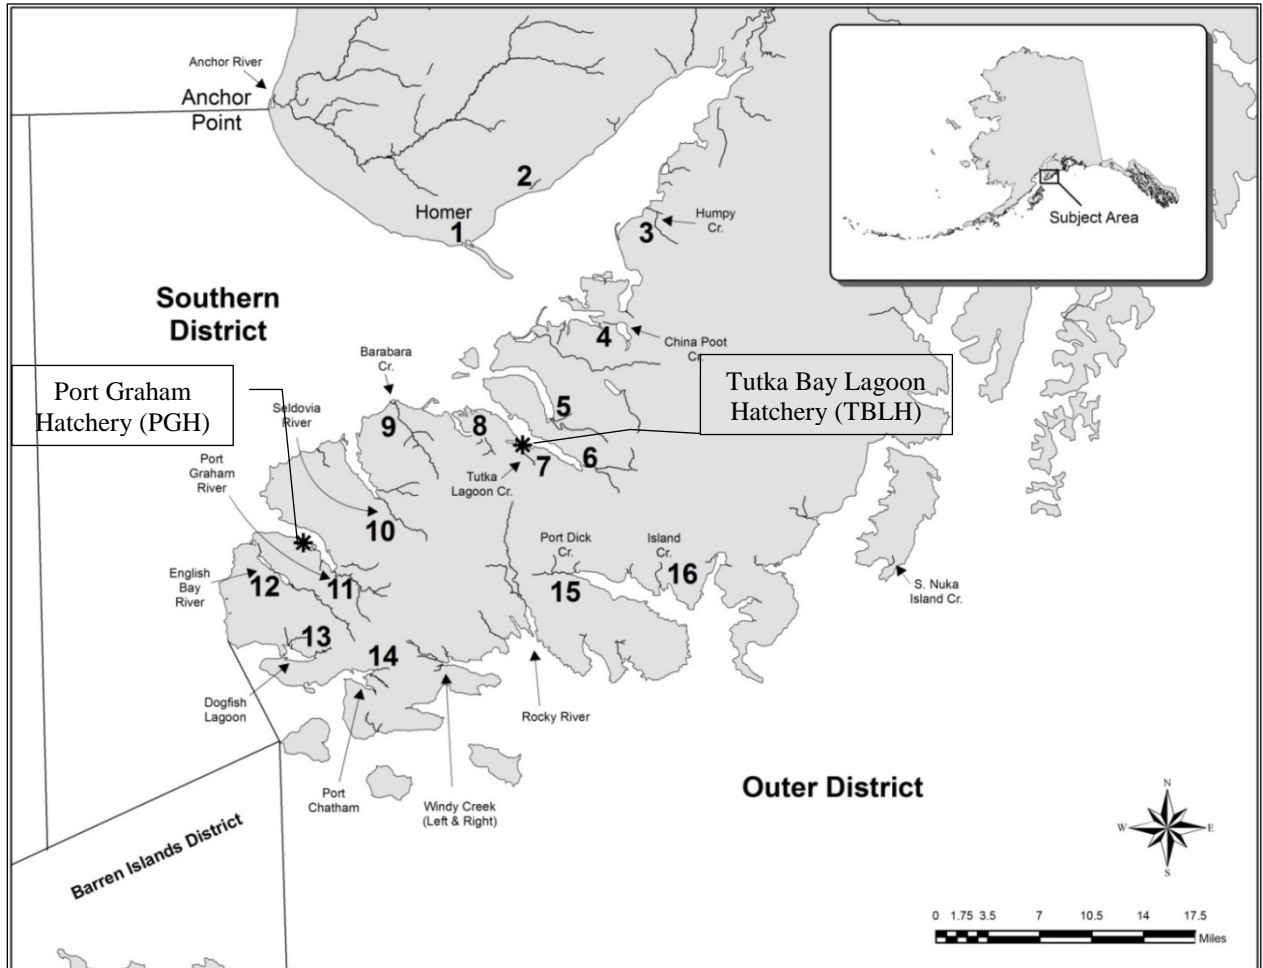 Anchor River
Anchor
Point
2
Homer
1
3
Humpy
Cr.
Subject Area
Southern
District
4
China Poot
Cr.
Barabara
Cr.
Port Graham
Hatchery (PGH)
Tutka Bay Lagoon
Hatchery (TBLH)
Seldovia
River
5
9
8
6
7
Port
Graham
River
Tutka
Lagoon Cr.
10
Port Dick
Cr.
Island
Cr.
16
English
Bay
River
12
11
15
S. Nuka
Island Cr.
13
14
Dogfish
Lagoon
Rocky River
Port
Chatham
Windy Creek
(Left & Right)
Outer District
Barren Islands District
N
W
E
S
0 1.75 3.5 7 10.5 14 17.5
Miles